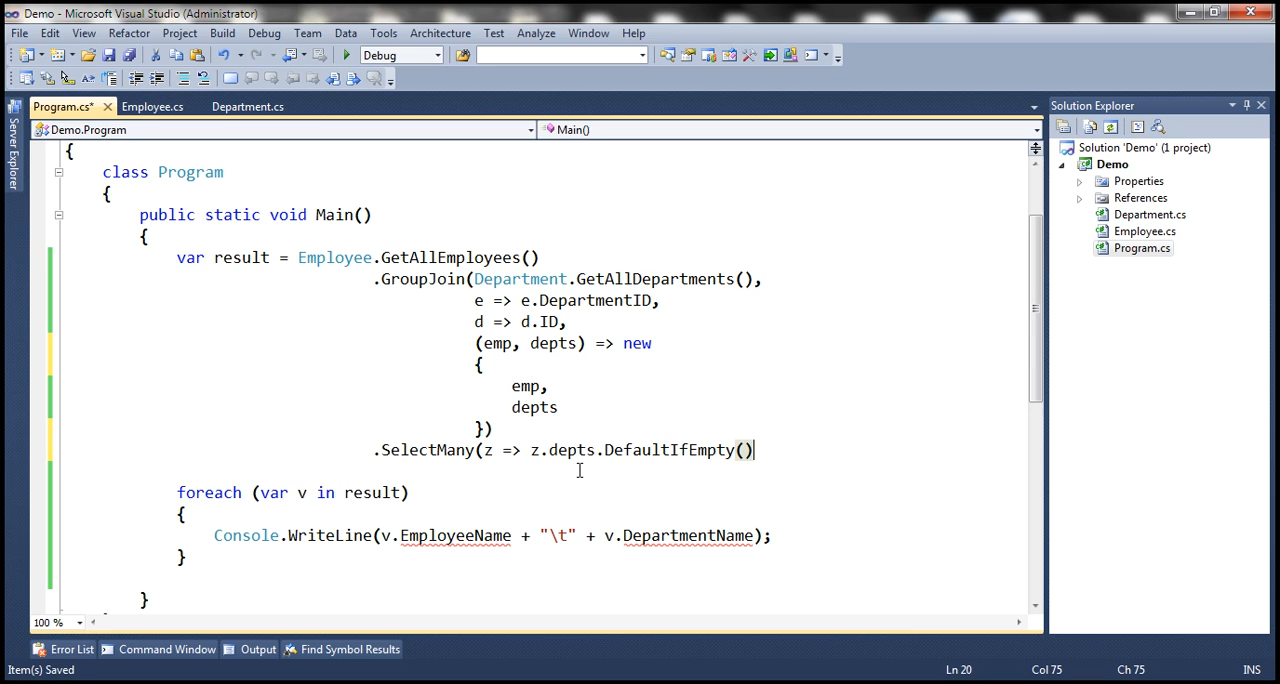 Demo - Microsoft Visual Studio (Administrator)
File Edit View Refactor Project Build Debug Team Data Tools Architecture Test Analyze Window Help
Debug
Program.cs* Employee.cs Department.cs
Demo.Program Main()
Server Explorer
{
class Program
{
public static void Main()
{
var result = Employee.GetAllEmployees()
.GroupJoin(Department.GetAllDepartments(),
e => e.DepartmentID,
d => d.ID,
(emp, depts) => new
{
emp,
depts
})
.SelectMany(z => z.depts.DefaultIfEmpty()
foreach (var v in result)
{
Console.WriteLine(v.EmployeeName + "\t" + v.DepartmentName);
}
}
100 %
Solution Explorer
Solution 'Demo' (1 project)
Demo
Properties
References
Department.cs
Employee.cs
Program.cs
Error List Command Window Output Find Symbol Results
Item(s) Saved Ln 20 Col 75 Ch 75 INS